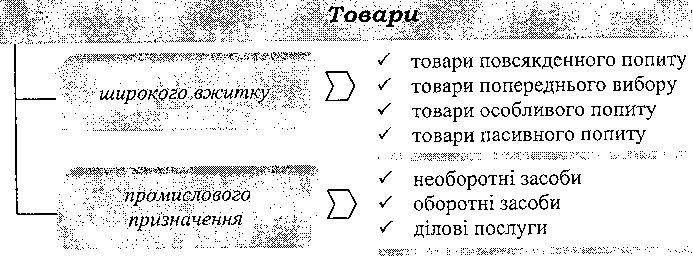 Товари
широкого вжитку
✓ товари повсякденного попиту
✓ товари попереднього вибору
✓ товари особливого попиту
✓ товари пасивного попиту
промислового
призначення
✓ необоротні засоби
✓ оборотні засоби
✓ ділові послуги